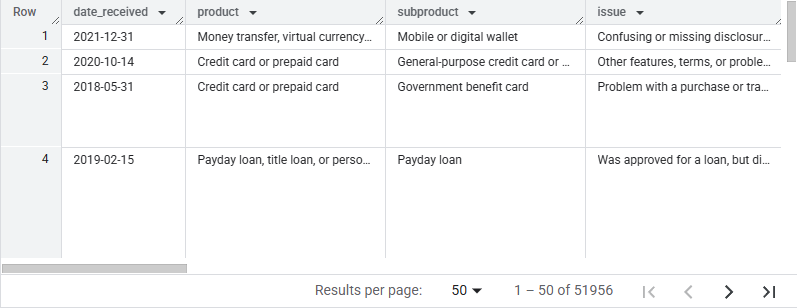 Row date_received product subproduct issue
1 2021-12-31 Money transfer, virtual currency... Mobile or digital wallet Confusing or missing disclosur...
2 2020-10-14 Credit card or prepaid card General-purpose credit card or ... Other features, terms, or proble...
3 2018-05-31 Credit card or prepaid card Government benefit card Problem with a purchase or tra...
4 2019-02-15 Payday loan, title loan, or perso... Payday loan Was approved for a loan, but di...
Results per page: 50 1 – 50 of 51956